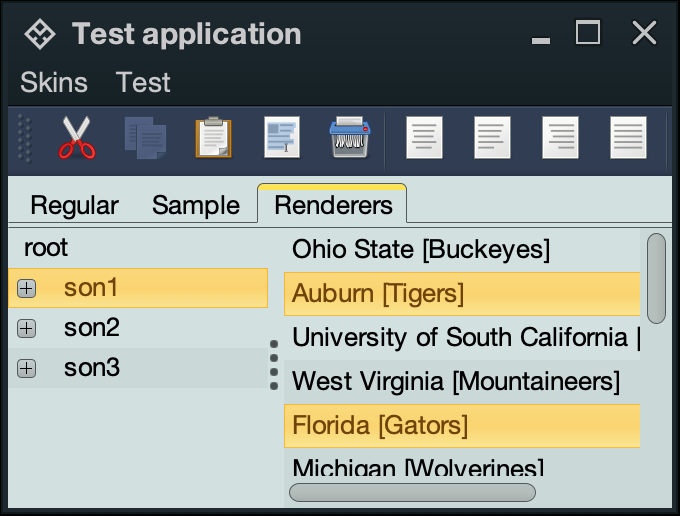 Test application
Skins Test
Regular Sample Renderers
root
son1
son2
son3
Ohio State [Buckeyes]
Auburn [Tigers]
University of South California [
West Virginia [Mountaineers]
Florida [Gators]
Michigan [Wolverines]